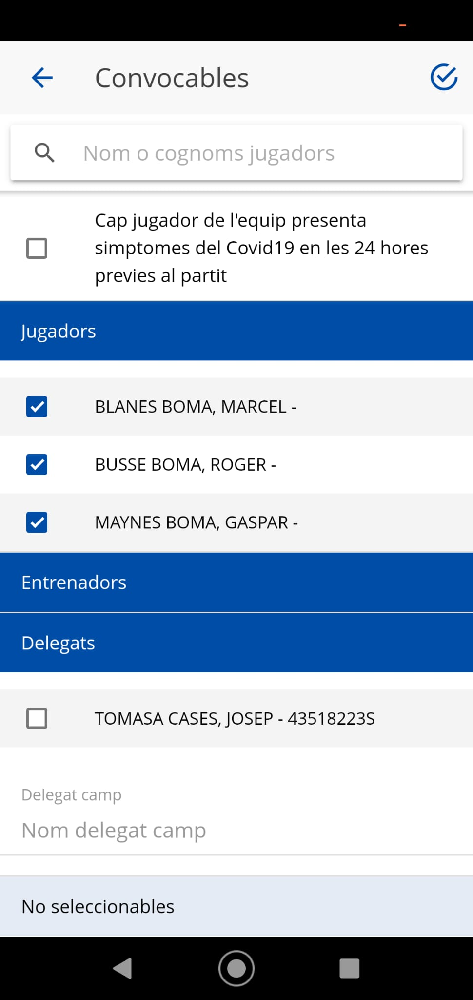 Convocables
Nom o cognoms jugadors
Cap jugador de l'equip presenta
simptomes del Covid19 en les 24 hores
previes al partit
Jugadors
BLANES BOMA, MARCEL -
BUSSE BOMA, ROGER -
MAYNES BOMA, GASPAR -
Entrenadors
Delegats
TOMASA CASES, JOSEP - 43518223S
Delegat camp
Nom delegat camp
No seleccionables